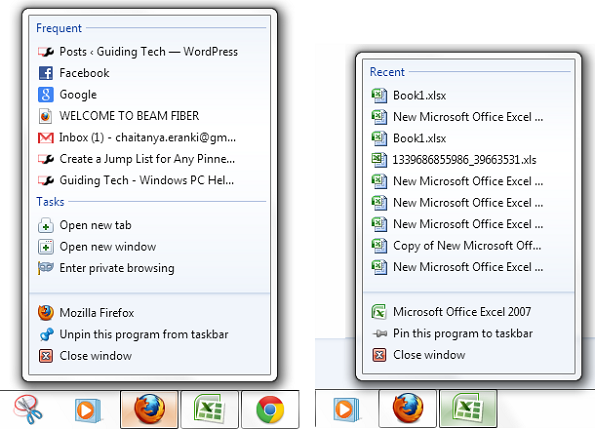 Frequent
Posts ‹ Guiding Tech — WordPress
Facebook
Google
WELCOME TO BEAM FIBER
Inbox (1) - chaitanya.eranki@gm...
Create a Jump List for Any Pinne...
Guiding Tech - Windows PC Hel...
Tasks
Open new tab
Open new window
Enter private browsing
Mozilla Firefox
Unpin this program from taskbar
Close window
Recent
Book1.xlsx
New Microsoft Office Excel ...
Book1.xlsx
1339686855986_39663531.xls
New Microsoft Office Excel ...
New Microsoft Office Excel ...
New Microsoft Office Excel ...
Copy of New Microsoft Off...
New Microsoft Office Excel ...
Microsoft Office Excel 2007
Pin this program to taskbar
Close window